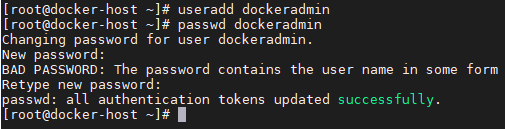 [root@docker-host ~]# useradd dockeradmin
[root@docker-host ~]# passwd dockeradmin
Changing password for user dockeradmin.
New password:
BAD PASSWORD: The password contains the user name in some form
Retype new password:
passwd: all authentication tokens updated successfully.
[root@docker-host ~]#